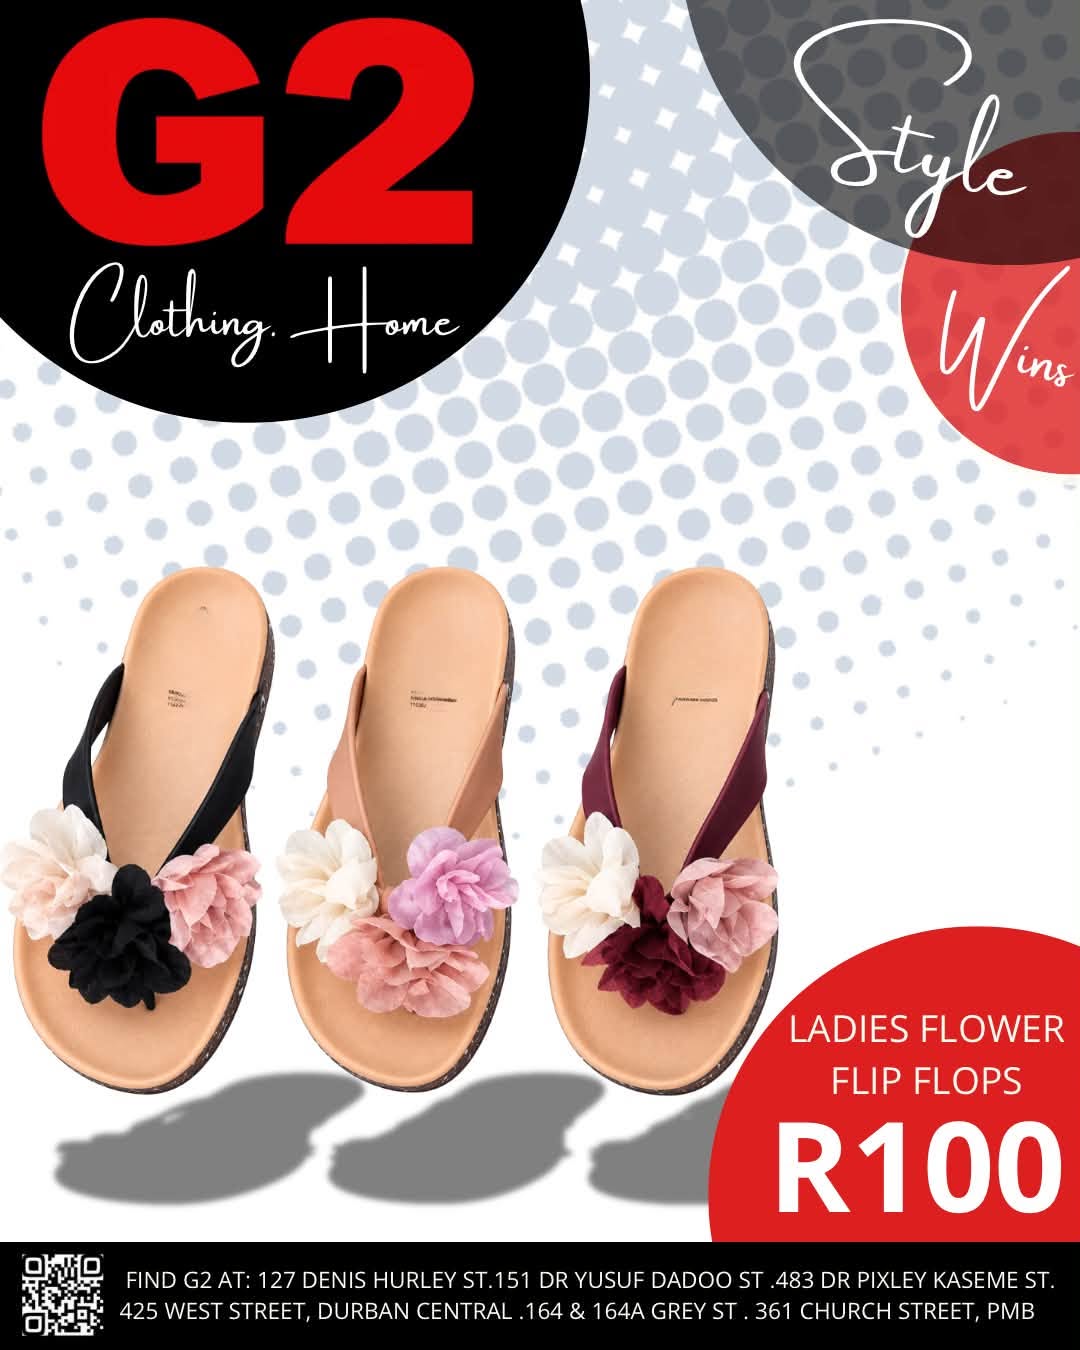 G2
Clothing. Home
Style
Wins
LADIES FLOWER
FLIP FLOPS
R100
FIND G2 AT: 127 DENIS HURLEY ST.151 DR YUSUF DADOO ST .483 DR PIXLEY KASEME ST.
425 WEST STREET, DURBAN CENTRAL .164 & 164A GREY ST . 361 CHURCH STREET, PMB